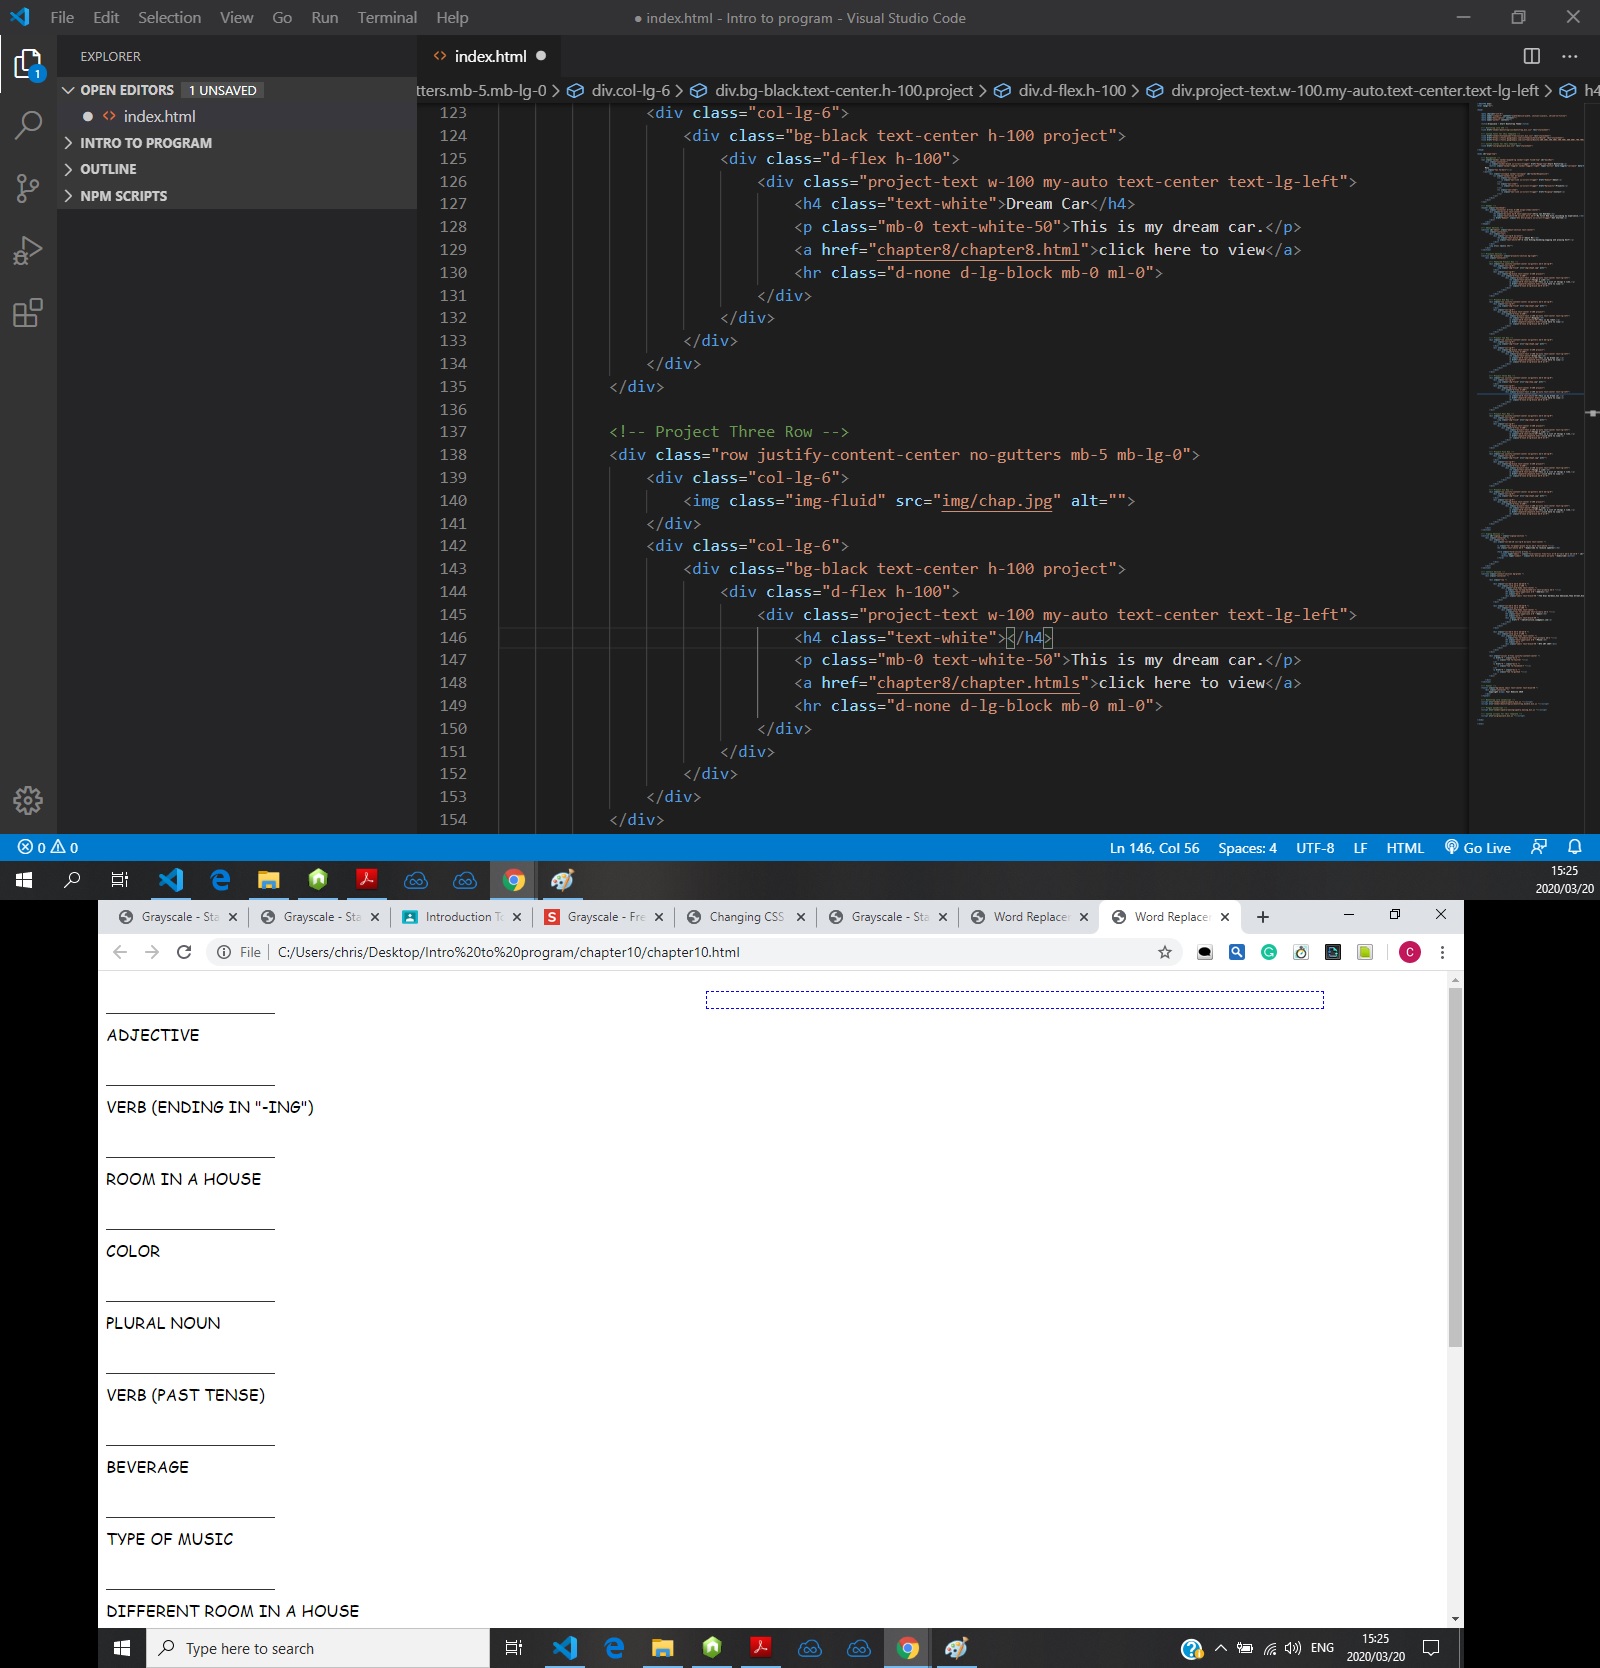 File Edit Selection View Go Run Terminal Help ● index.html - Intro to program - Visual Studio Code
EXPLORER
index.html
OPEN EDITORS 1 UNSAVED
index.html
INTRO TO PROGRAM
OUTLINE
NPM SCRIPTS
1
tters.mb-5.mb-lg-0 > div.col-lg-6 > div.bg-black.text-center.h-100.project > div.d-flex.h-100 > div.project-text.w-100.my-auto.text-center.text-lg-left > h4
123 <div class="col-lg-6">
124 <div class="bg-black text-center h-100 project">
125 <div class="d-flex h-100">
126 <div class="project-text w-100 my-auto text-center text-lg-left">
127 <h4 class="text-white">Dream Car</h4>
128 <p class="mb-0 text-white-50">This is my dream car.</p>
129 <a href="chapter8/chapter8.html">click here to view</a>
130 <hr class="d-none d-lg-block mb-0 ml-0">
131 </div>
132 </div>
133 </div>
134 </div>
135 </div>
136
137 <!-- Project Three Row -->
138 <div class="row justify-content-center no-gutters mb-5 mb-lg-0">
139 <div class="col-lg-6">
140 <img class="img-fluid" src="img/chap.jpg" alt="">
141 </div>
142 <div class="col-lg-6">
143 <div class="bg-black text-center h-100 project">
144 <div class="d-flex h-100">
145 <div class="project-text w-100 my-auto text-center text-lg-left">
146 <h4 class="text-white"></h4>
147 <p class="mb-0 text-white-50">This is my dream car.</p>
148 <a href="chapter8/chapter.htmls">click here to view</a>
149 <hr class="d-none d-lg-block mb-0 ml-0">
150 </div>
151 </div>
152 </div>
153 </div>
154 </div>
0 0 Ln 146, Col 56 Spaces: 4 UTF-8 LF HTML Go Live
15:25
2020/03/20
Grayscale - Sta Grayscale - Sta Introduction To Grayscale - Fre Changing CSS Grayscale - Sta Word Replace Word Replace
File C:/Users/chris/Desktop/Intro%20to%20program/chapter10/chapter10.html C
ADJECTIVE
VERB (ENDING IN "-ING")
ROOM IN A HOUSE
COLOR
PLURAL NOUN
VERB (PAST TENSE)
BEVERAGE
TYPE OF MUSIC
DIFFERENT ROOM IN A HOUSE
Type here to search
ENG
15:25
2020/03/20